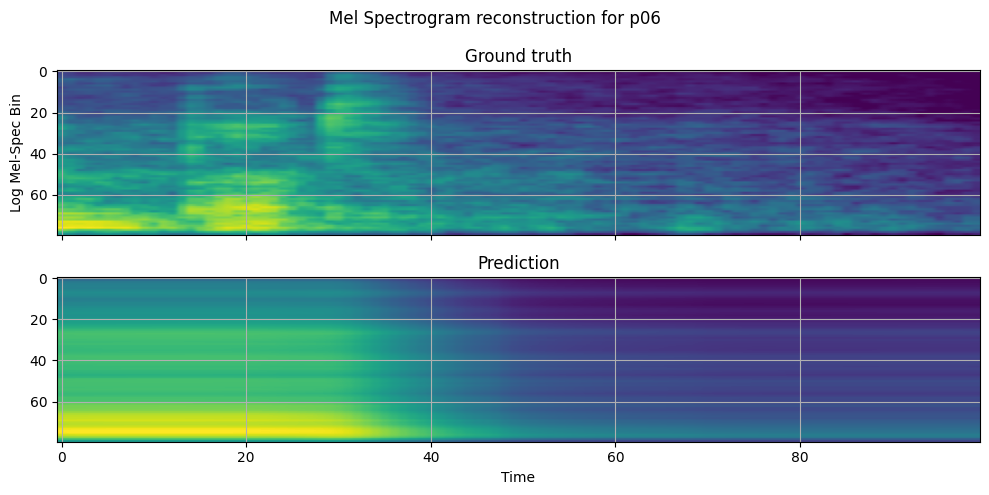 Mel Spectrogram reconstruction for p06
Ground truth
0
20
40
60
Log Mel-Spec Bin
Prediction
0
20
40
60
0 20 40 60 80
Time